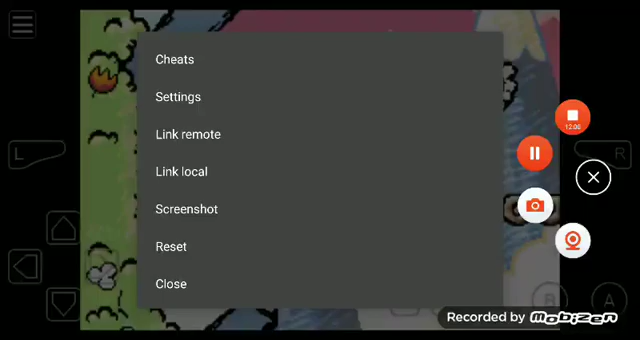 Cheats
Settings
Link remote
Link local
Screenshot
Reset
Close
L
R
12:00
B
A
Recorded by Mobizen